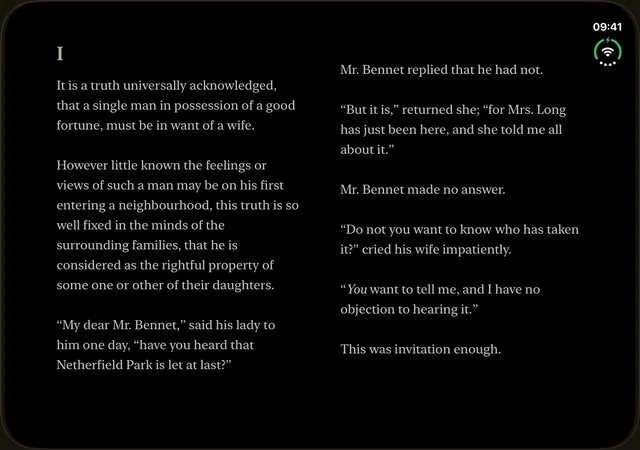 09:41
I
It is a truth universally acknowledged,
that a single man in possession of a good
fortune, must be in want of a wife.
However little known the feelings or
views of such a man may be on his first
entering a neighbourhood, this truth is so
well fixed in the minds of the
surrounding families, that he is
considered as the rightful property of
some one or other of their daughters.
“My dear Mr. Bennet,” said his lady to
him one day, “have you heard that
Netherfield Park is let at last?”
Mr. Bennet replied that he had not.
“But it is,” returned she; “for Mrs. Long
has just been here, and she told me all
about it.”
Mr. Bennet made no answer.
“Do not you want to know who has taken
it?” cried his wife impatiently.
“You want to tell me, and I have no
objection to hearing it.”
This was invitation enough.